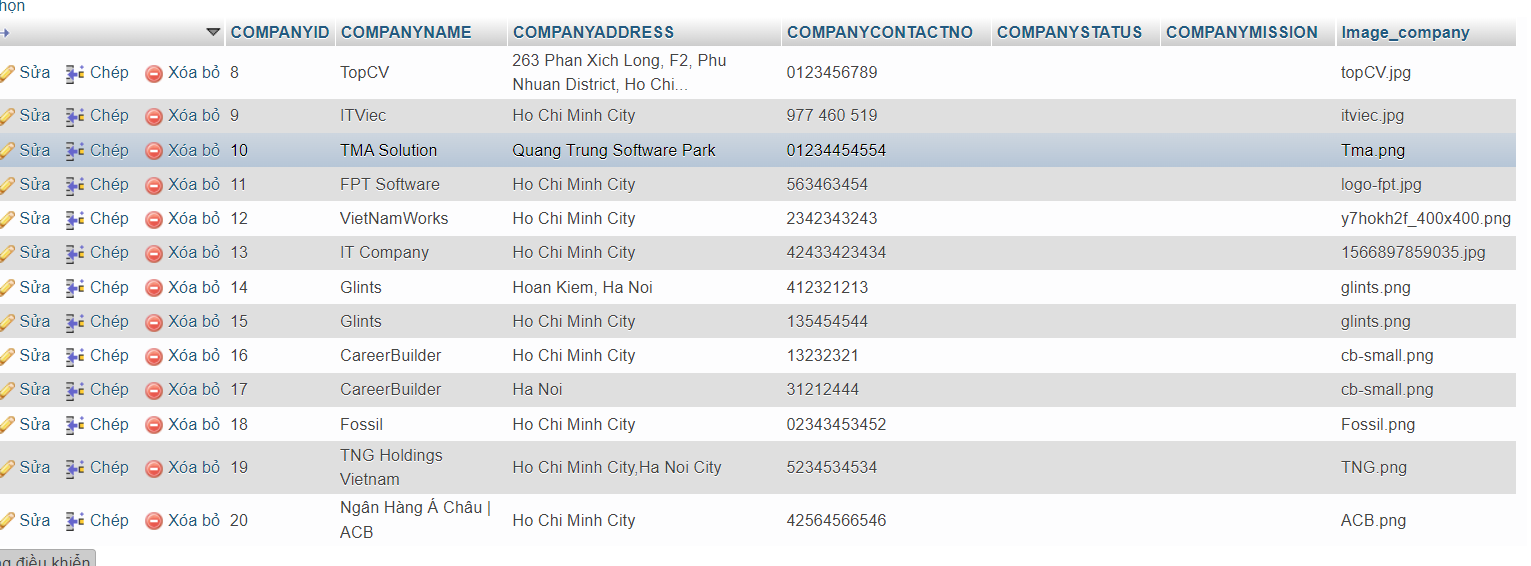 họn
COMPANYID COMPANYNAME COMPANYADDRESS COMPANYCONTACTNO COMPANYSTATUS COMPANYMISSION Image_company
Sửa Chép Xóa bỏ 8 TopCV 263 Phan Xich Long, F2, Phu 0123456789 topCV.jpg
Nhuan District, Ho Chi...
Sửa Chép Xóa bỏ 9 ITViec Ho Chi Minh City 977 460 519 itviec.jpg
Sửa Chép Xóa bỏ 10 TMA Solution Quang Trung Software Park 01234454554 Tma.png
Sửa Chép Xóa bỏ 11 FPT Software Ho Chi Minh City 563463454 logo-fpt.jpg
Sửa Chép Xóa bỏ 12 VietNamWorks Ho Chi Minh City 2342343243 y7hokh2f_400x400.png
Sửa Chép Xóa bỏ 13 IT Company Ho Chi Minh City 42433423434 1566897859035.jpg
Sửa Chép Xóa bỏ 14 Glints Hoan Kiem, Ha Noi 412321213 glints.png
Sửa Chép Xóa bỏ 15 Glints Ho Chi Minh City 135454544 glints.png
Sửa Chép Xóa bỏ 16 CareerBuilder Ho Chi Minh City 13232321 cb-small.png
Sửa Chép Xóa bỏ 17 CareerBuilder Ha Noi 31212444 cb-small.png
Sửa Chép Xóa bỏ 18 Fossil Ho Chi Minh City 02343453452 Fossil.png
Sửa Chép Xóa bỏ 19 TNG Holdings Vietnam Ho Chi Minh City,Ha Noi City 5234534534 TNG.png
Sửa Chép Xóa bỏ 20 Ngân Hàng Á Châu | ACB Ho Chi Minh City 42564566546 ACB.png
điều khiển